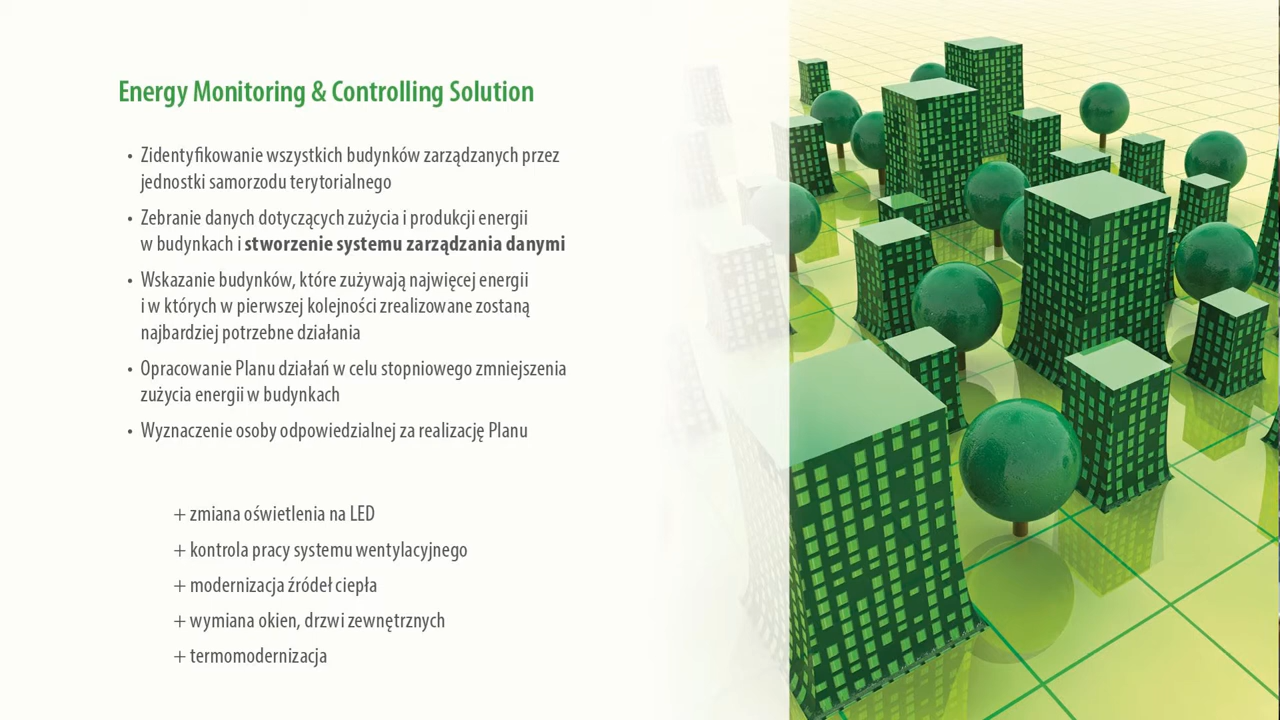 Energy Monitoring & Controlling Solution
• Zidentyfikowanie wszystkich budynków zarządzanych przez
jednostki samorzodu terytorialnego
• Zebranie danych dotyczących zużycia i produkcji energii
w budynkach i stworzenie systemu zarządzania danymi
• Wskazanie budynków, które zużywają najwięcej energii
i w których w pierwszej kolejności zrealizowane zostaną
najbardziej potrzebne działania
• Opracowanie Planu działań w celu stopniowego zmniejszenia
zużycia energii w budynkach
• Wyznaczenie osoby odpowiedzialnej za realizację Planu
+ zmiana oświetlenia na LED
+ kontrola pracy systemu wentylacyjnego
+ modernizacja źródeł ciepła
+ wymiana okien, drzwi zewnętrznych
+ termomodernizacja